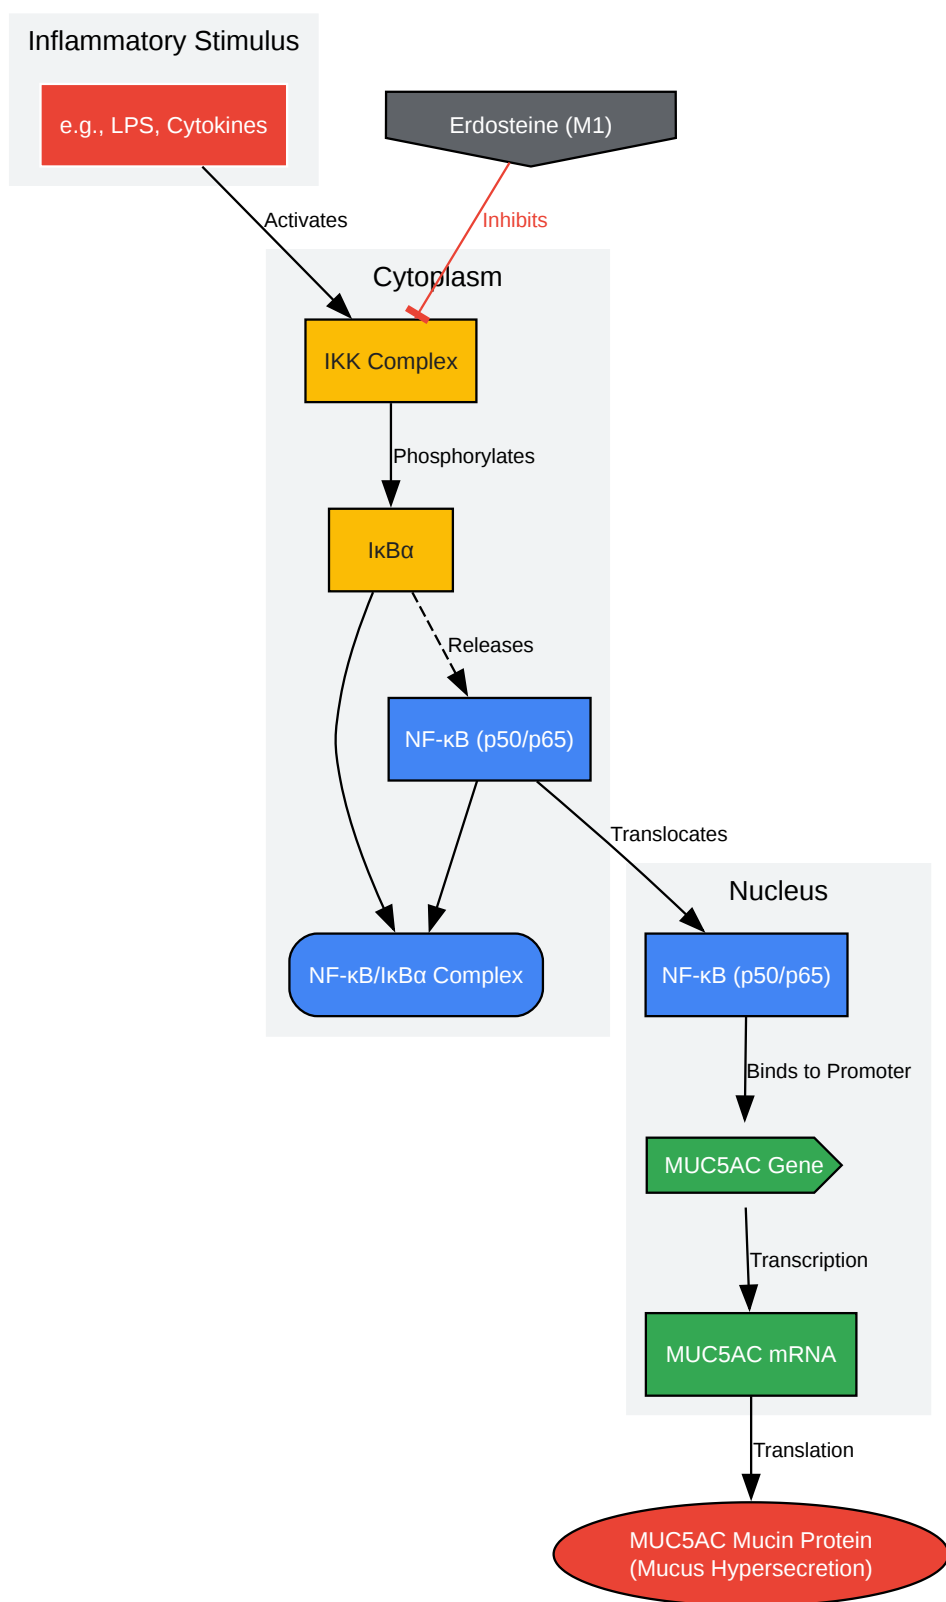 Inflammatory Stimulus
e.g., LPS, Cytokines
Erdosteine (M1)
Activates
Inhibits
Cytoplasm
IKK Complex
Phosphorylates
IκBα
Releases
NF-κB (p50/p65)
Translocates
Nucleus
NF-κB/IκBα Complex
NF-κB (p50/p65)
Binds to Promoter
MUC5AC Gene
Transcription
MUC5AC mRNA
Translation
MUC5AC Mucin Protein
(Mucus Hypersecretion)